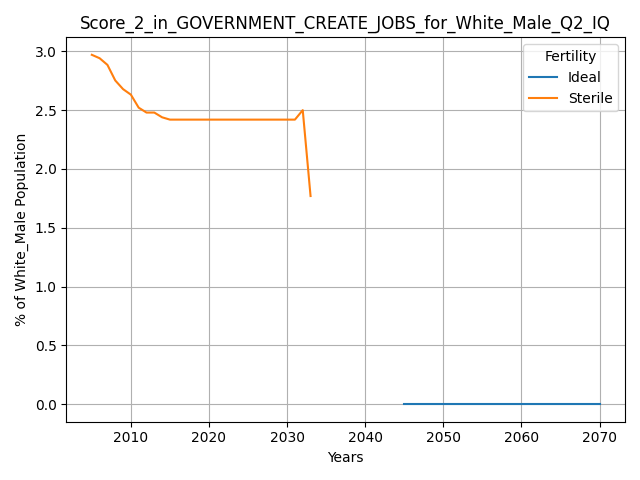 Score_2_in_GOVERNMENT_CREATE_JOBS_for_White_Male_Q2_IQ
Fertility
Ideal
Sterile
% of White_Male Population
3.0
2.5
2.0
1.5
1.0
0.5
0.0
2010 2020 2030 2040 2050 2060 2070
Years